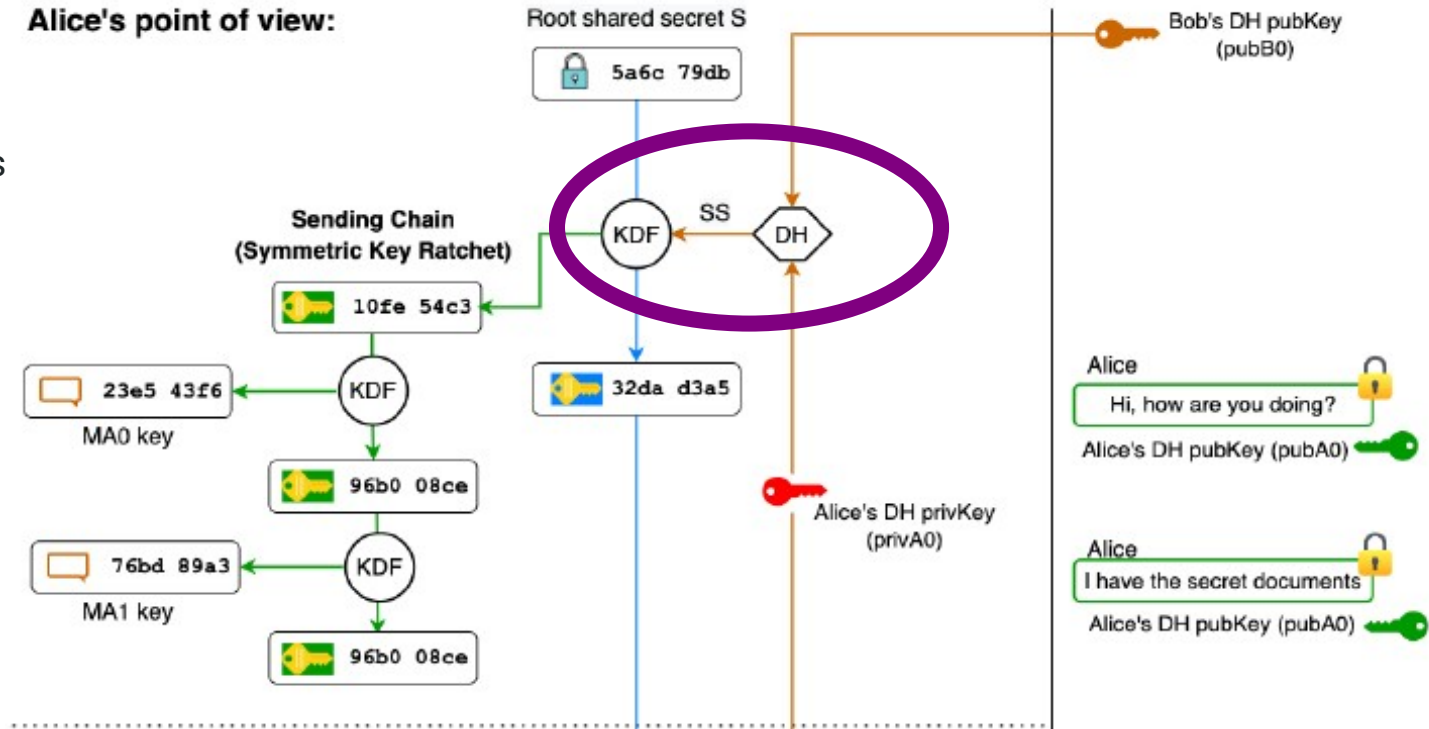 Alice's point of view:
Root shared secret S
Bob's DH pubKey
(pubB0)
5a6c 79db
s
SS
KDF
DH
Sending Chain
(Symmetric Key Ratchet)
10fe 54c3
KDF
23e5 43f6
MA0 key
32da d3a5
Alice
Hi, how are you doing?
Alice's DH pubKey (pubA0)
96b0 08ce
Alice's DH privKey
(privA0)
KDF
76bd 89a3
MA1 key
Alice
I have the secret documents
Alice's DH pubKey (pubA0)
96b0 08ce